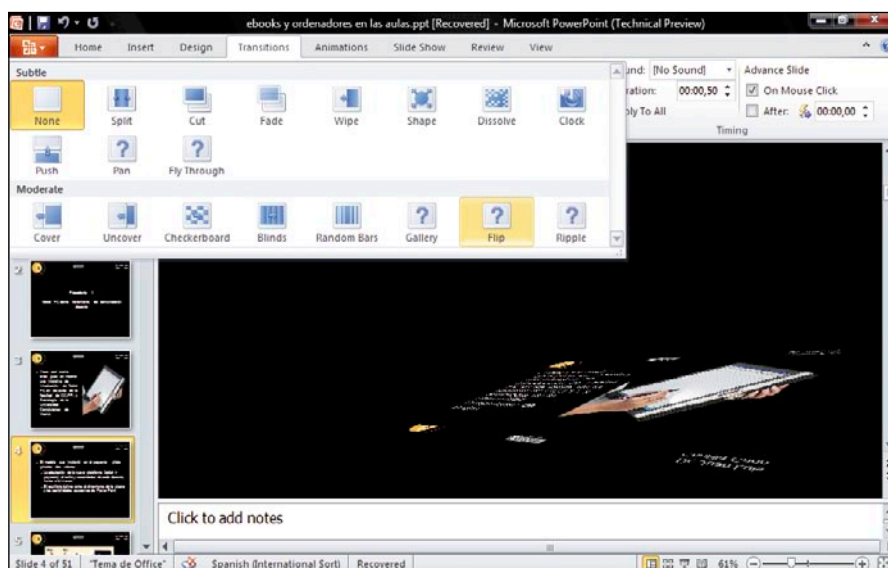 ebooks y ordenadores en las aulas.ppt [Recovered] - Microsoft PowerPoint (Technical Preview)
Home Insert Design Transitions Animations Slide Show Review View
Subtle
und: [No Sound] Advance Slide
None Split Cut Fade Wipe Shape Dissolve Clock
ration: 00:00,50 On Mouse Click
ply To All After: 00:00,00
Timing
Push Pan Fly Through
Moderate
Cover Uncover Checkerboard Blinds Random Bars Gallery Flip Ripple
2
3
4
5
Click to add notes
Slide 4 of 51 "Tema de Office" Spanish (International Sort) Recovered 61%